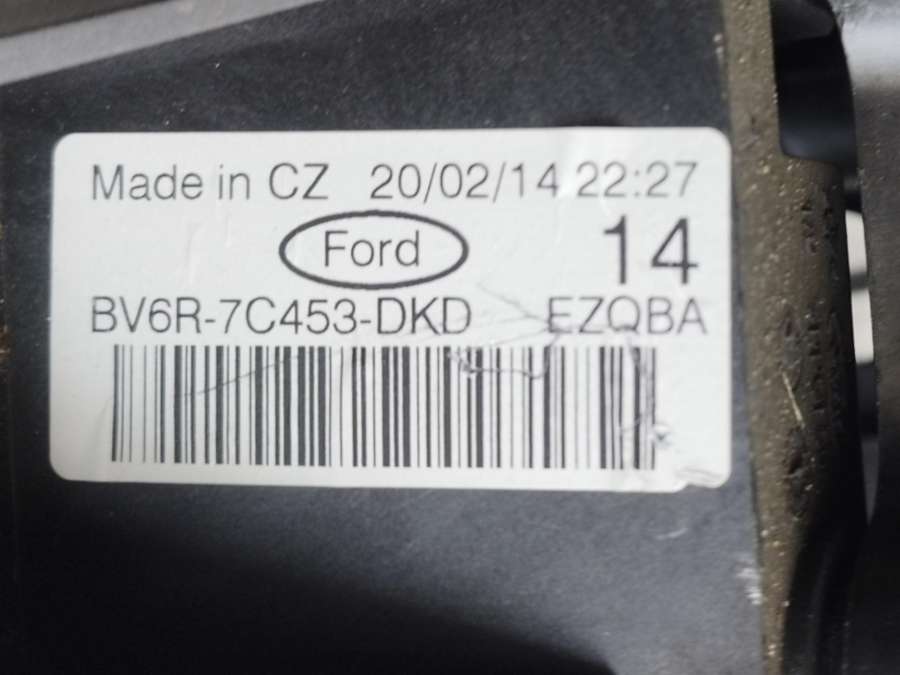 Made in CZ 20/02/14 22:27
Ford 14
BV6R-7C453-DKD EZQBA